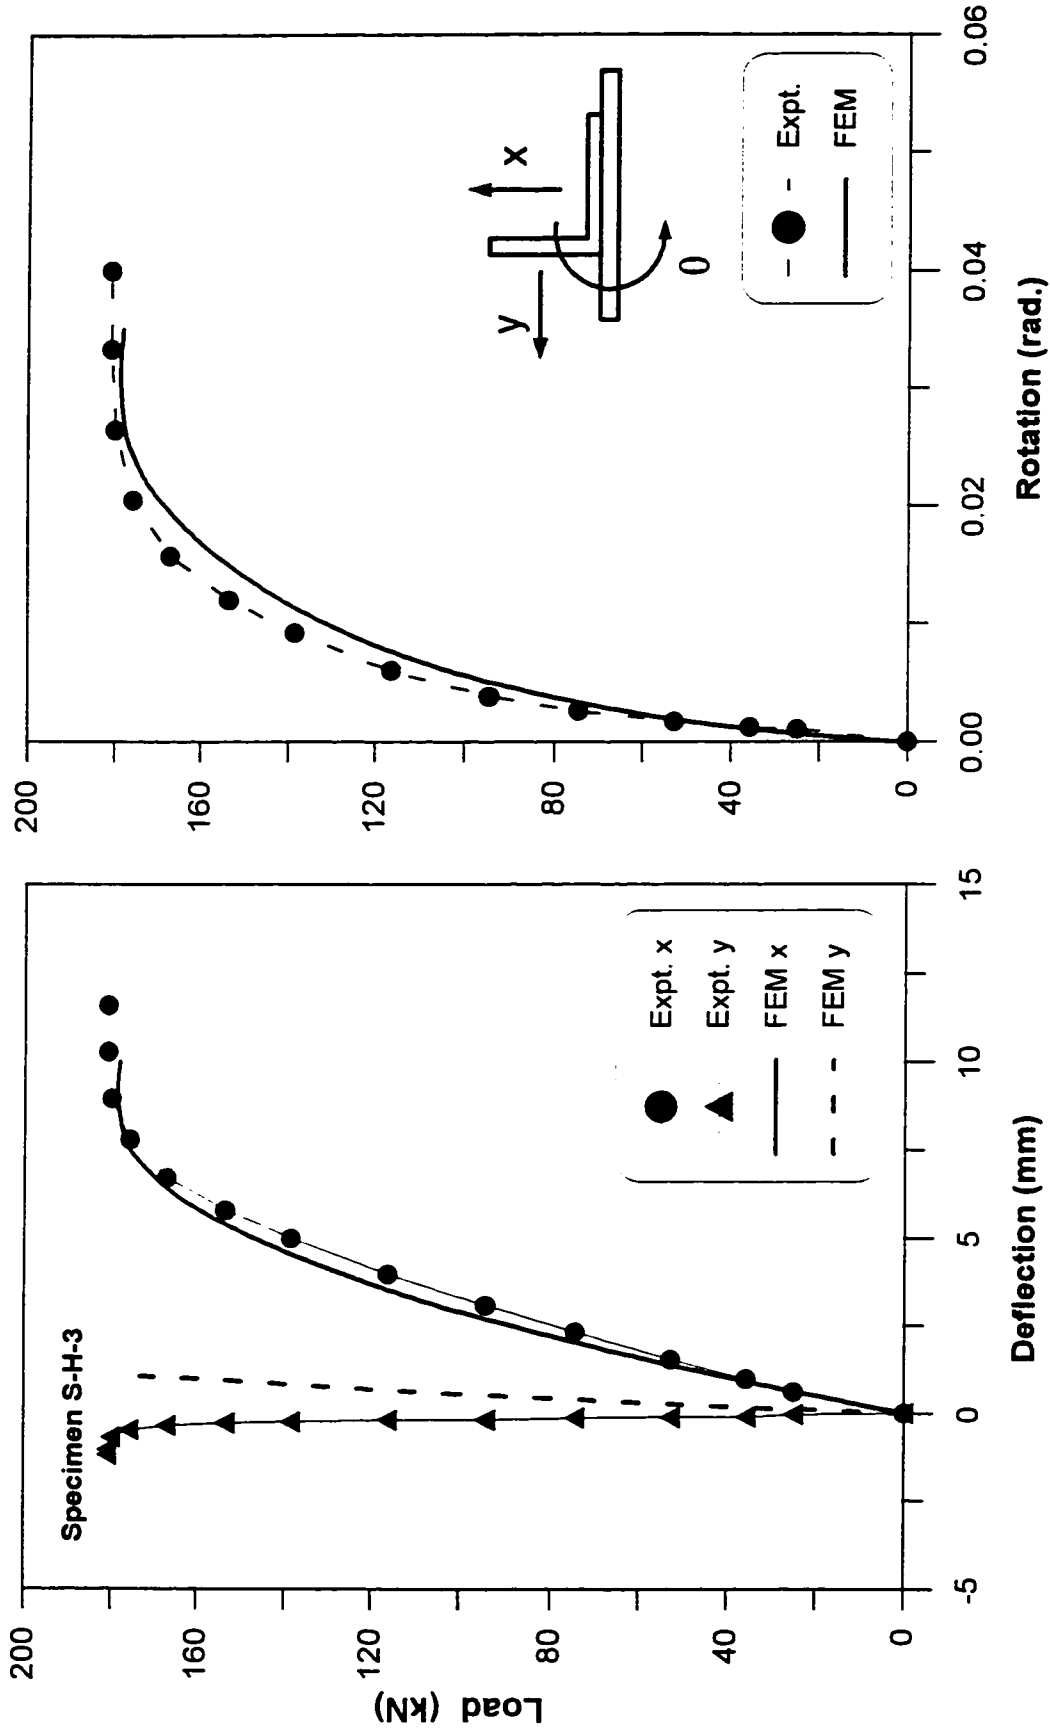 Specimen S-H-3
Load (kN)
200
160
120
80
40
0
-5
0
5
10
15
Deflection (mm)
Expt. x
Expt. y
FEM x
FEM y
200
160
120
80
40
0
0.00
0.02
0.04
0.06
Rotation (rad.)
y
x
θ
Expt.
FEM